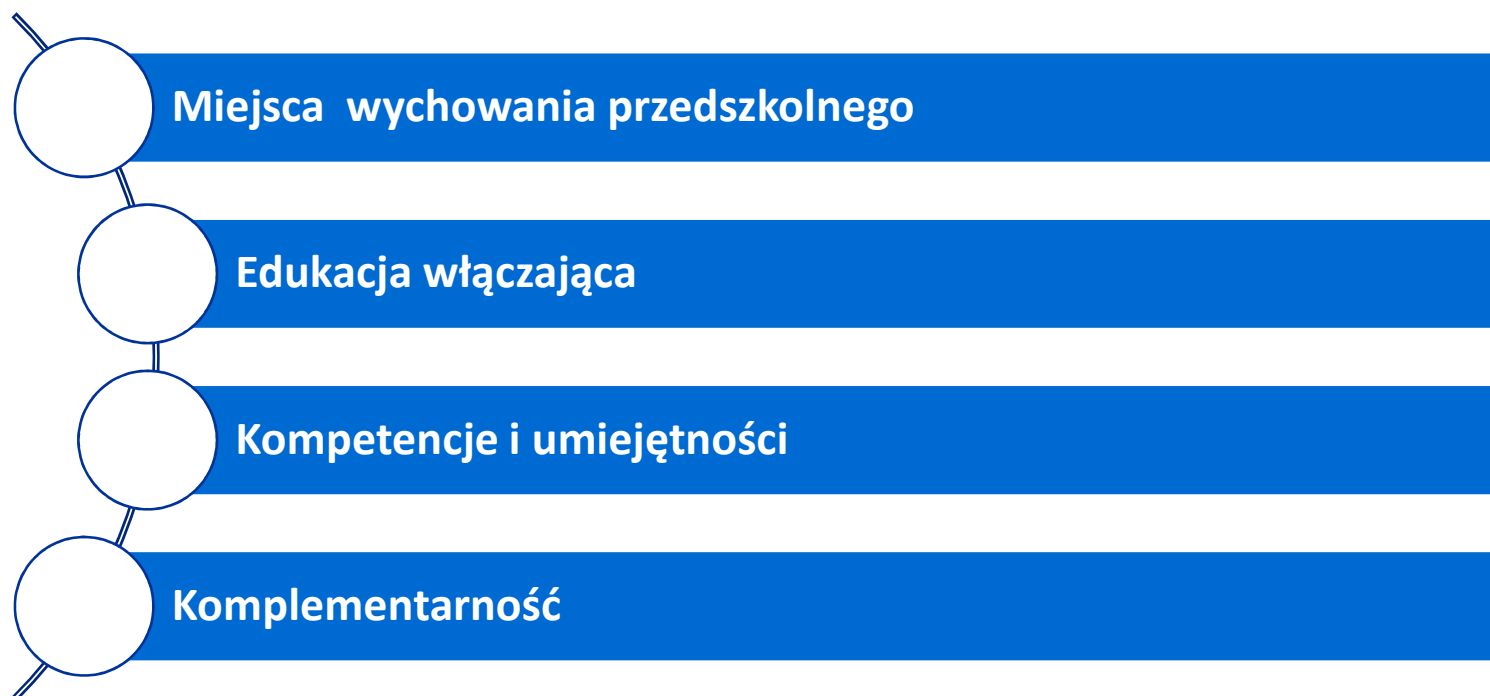 Miejsca  wychowania przedszkolnego
Edukacja włączająca
Kompetencje i umiejętności
Komplementarność